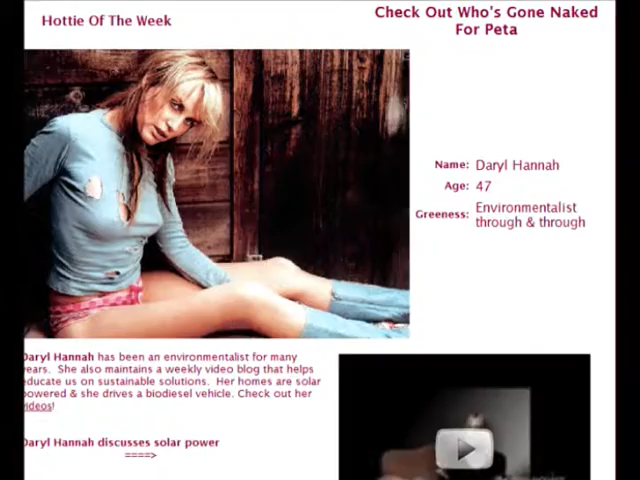 Hottie Of The Week
Check Out Who's Gone Naked
For Peta
Name: Daryl Hannah
Age: 47
Greeness: Environmentalist
through & through
Daryl Hannah has been an environmentalist for many
years. She also maintains a weekly video blog that helps
educate us on sustainable solutions. Her homes are solar
powered & she drives a biodiesel vehicle. Check out her
videos!
Daryl Hannah discusses solar power
====>